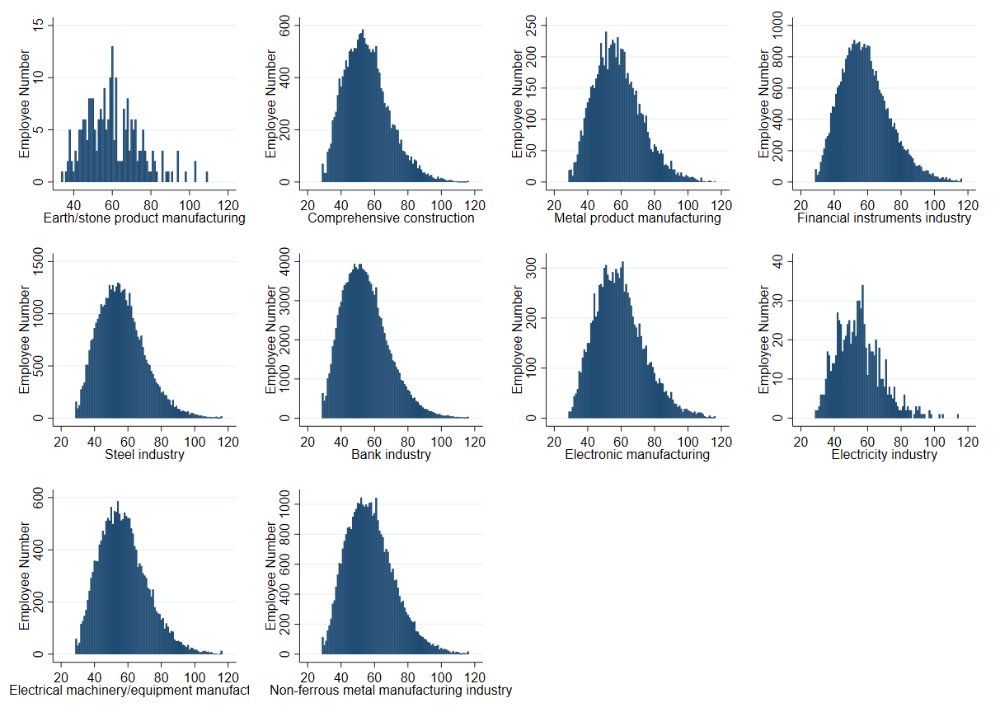 Employee Number
15
10
5
0
40 60 80 100 120
Earth/stone product manufacturing
Employee Number
600
400
200
0
20 40 60 80 100 120
Comprehensive construction
Employee Number
250
200
150
100
50
0
20 40 60 80 100 120
Metal product manufacturing
Employee Number
1000
800
600
400
200
0
20 40 60 80 100 120
Financial instruments industry
Employee Number
1500
1000
500
0
20 40 60 80 100 120
Steel industry
Employee Number
4000
3000
2000
1000
0
20 40 60 80 100 120
Bank industry
Employee Number
300
200
100
0
20 40 60 80 100 120
Electronic manufacturing
Employee Number
40
30
20
10
0
20 40 60 80 100 120
Electricity industry
Employee Number
600
400
200
0
20 40 60 80 100 120
Electrical machinery/equipment manufact
Employee Number
1000
800
600
400
200
0
20 40 60 80 100 120
Non-ferrous metal manufacturing industry